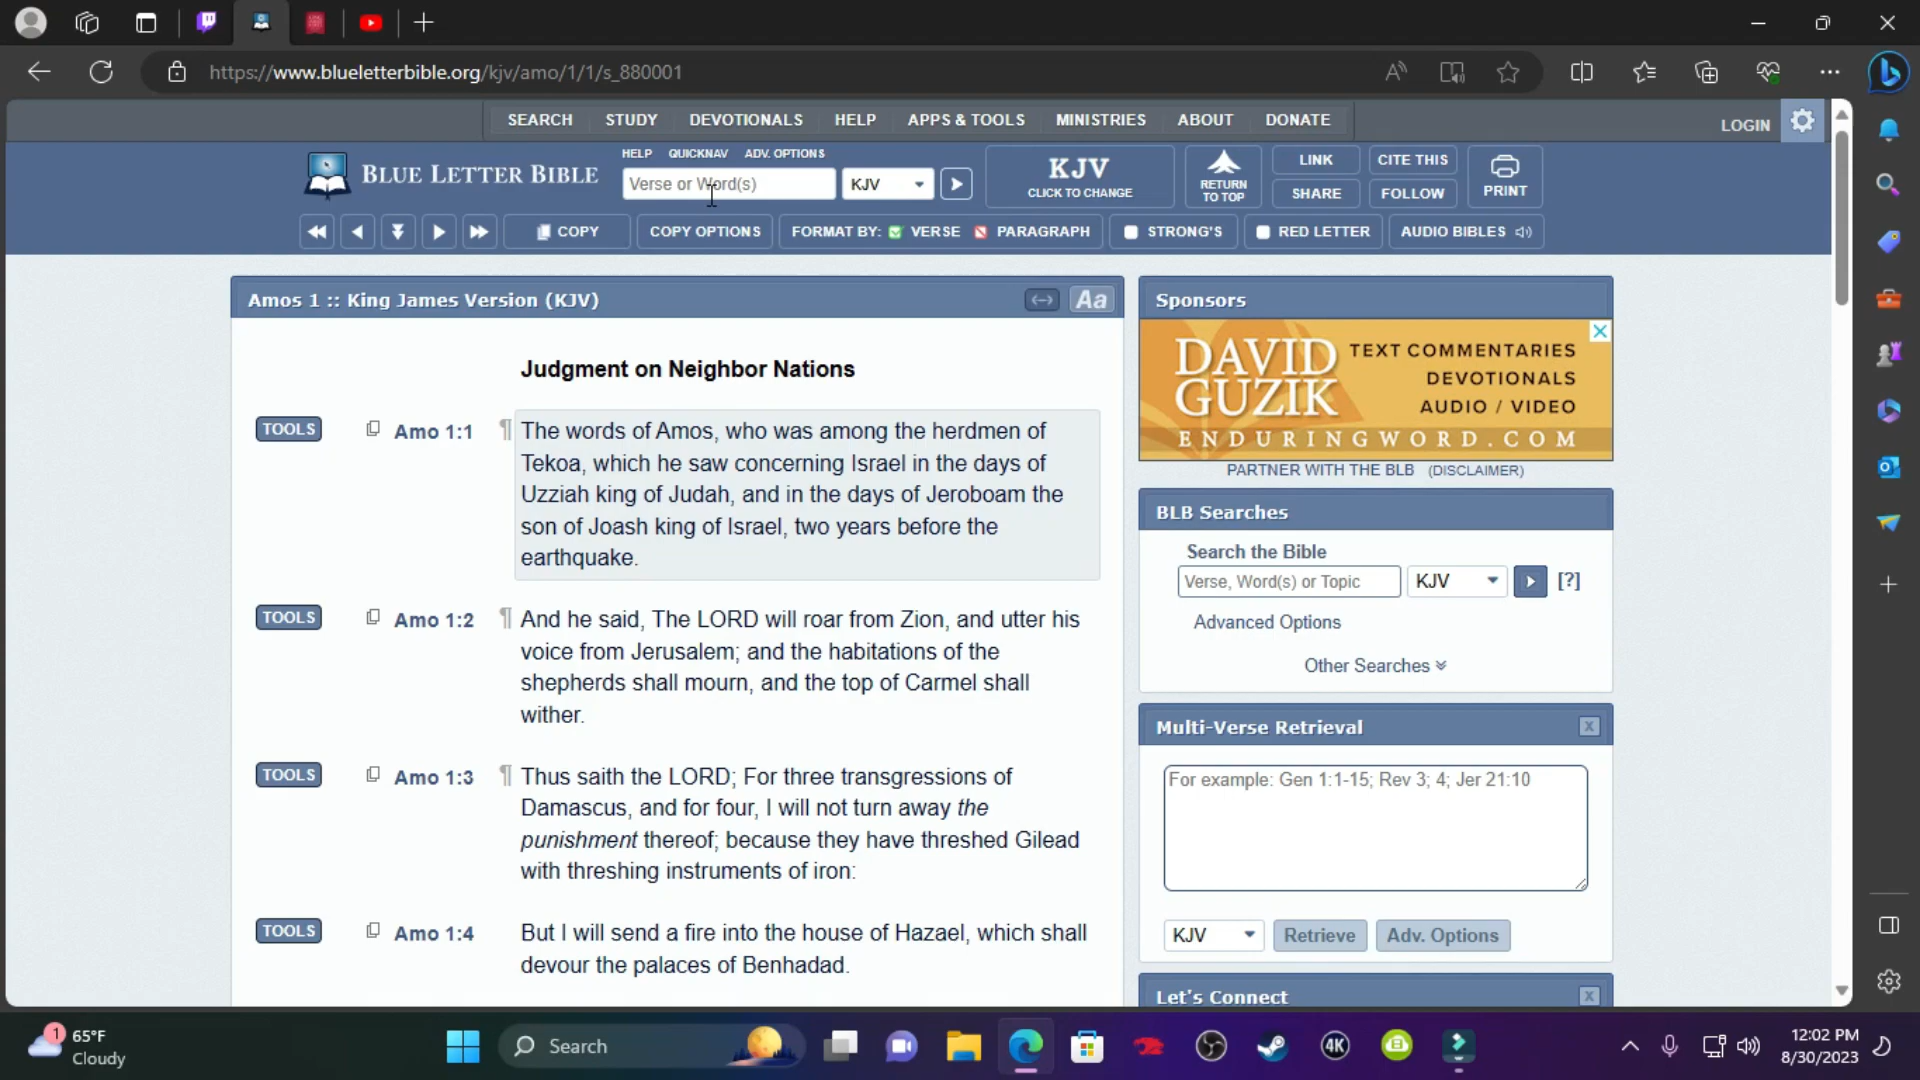 https://www.blueletterbible.org/kjv/amo/1/1/s_880001
SEARCH STUDY DEVOTIONALS HELP APPS & TOOLS MINISTRIES ABOUT DONATE
LOGIN
HELP QUICKNAV ADV. OPTIONS
BLUE LETTER BIBLE
Verse or Word(s)
KJV
KJV
CLICK TO CHANGE
RETURN
TO TOP
LINK
CITE THIS
SHARE
FOLLOW
PRINT
COPY
COPY OPTIONS
FORMAT BY: VERSE PARAGRAPH
STRONG'S
RED LETTER
AUDIO BIBLES
Amos 1 :: King James Version (KJV)
Aa
Judgment on Neighbor Nations
TOOLS Amo 1:1 ¶ The words of Amos, who was among the herdmen of
Tekoa, which he saw concerning Israel in the days of
Uzziah king of Judah, and in the days of Jeroboam the
son of Joash king of Israel, two years before the
earthquake.
TOOLS Amo 1:2 ¶ And he said, The LORD will roar from Zion, and utter his
voice from Jerusalem; and the habitations of the
shepherds shall mourn, and the top of Carmel shall
wither.
TOOLS Amo 1:3 ¶ Thus saith the LORD; For three transgressions of
Damascus, and for four, I will not turn away the
punishment thereof; because they have threshed Gilead
with threshing instruments of iron:
TOOLS Amo 1:4 But I will send a fire into the house of Hazael, which shall
devour the palaces of Benhadad.
Sponsors
DAVID
GUZIK
TEXT COMMENTARIES
DEVOTIONALS
AUDIO / VIDEO
ENDURINGWORD.COM
PARTNER WITH THE BLB (DISCLAIMER)
BLB Searches
Search the Bible
Verse, Word(s) or Topic
KJV
[?]
Advanced Options
Other Searches
Multi-Verse Retrieval
X
For example: Gen 1:1-15; Rev 3; 4; Jer 21:10
KJV
Retrieve
Adv. Options
Let's Connect
X
1
65°F
Cloudy
Search
4K
12:02 PM
8/30/2023